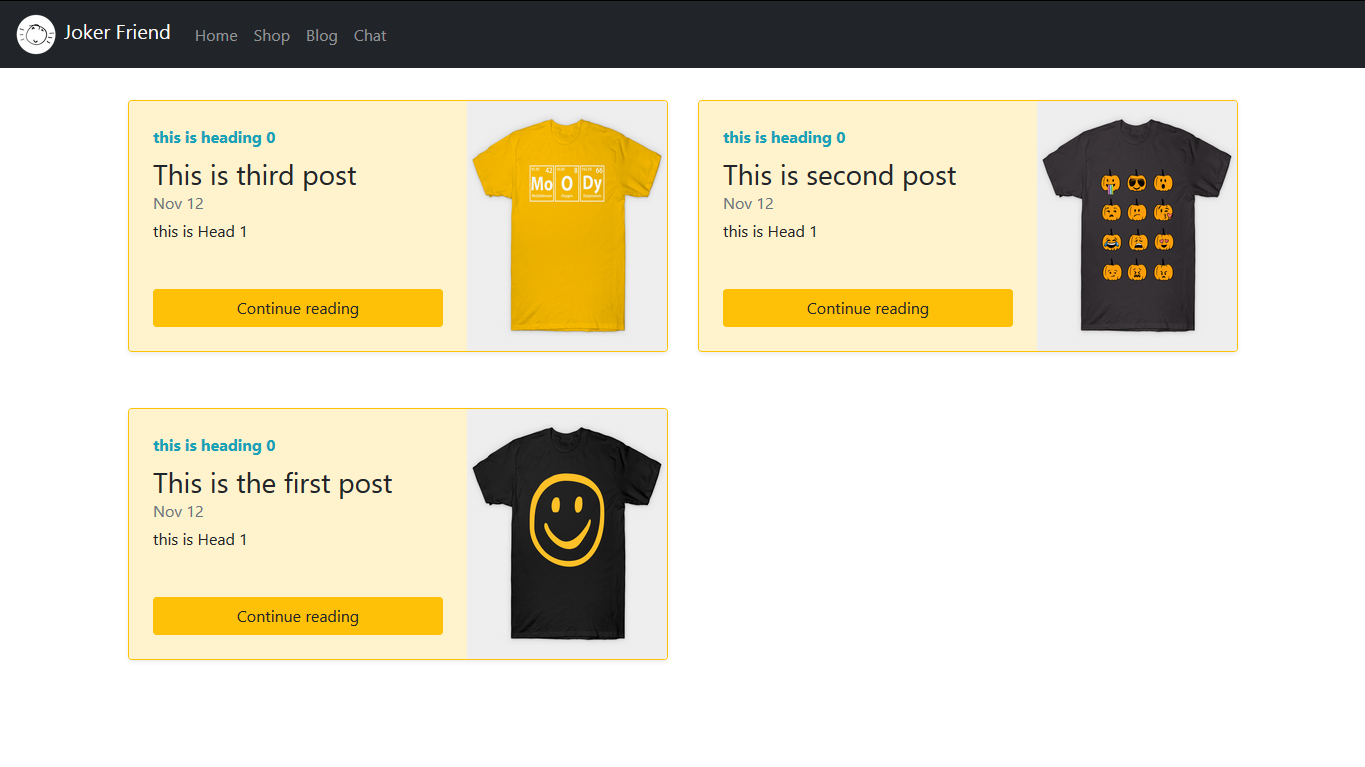 Joker Friend Home Shop Blog Chat
this is heading 0
This is third post
Nov 12
this is Head 1
Continue reading
42 8 66
Mo O Dy
this is heading 0
This is second post
Nov 12
this is Head 1
Continue reading
this is heading 0
This is the first post
Nov 12
this is Head 1
Continue reading